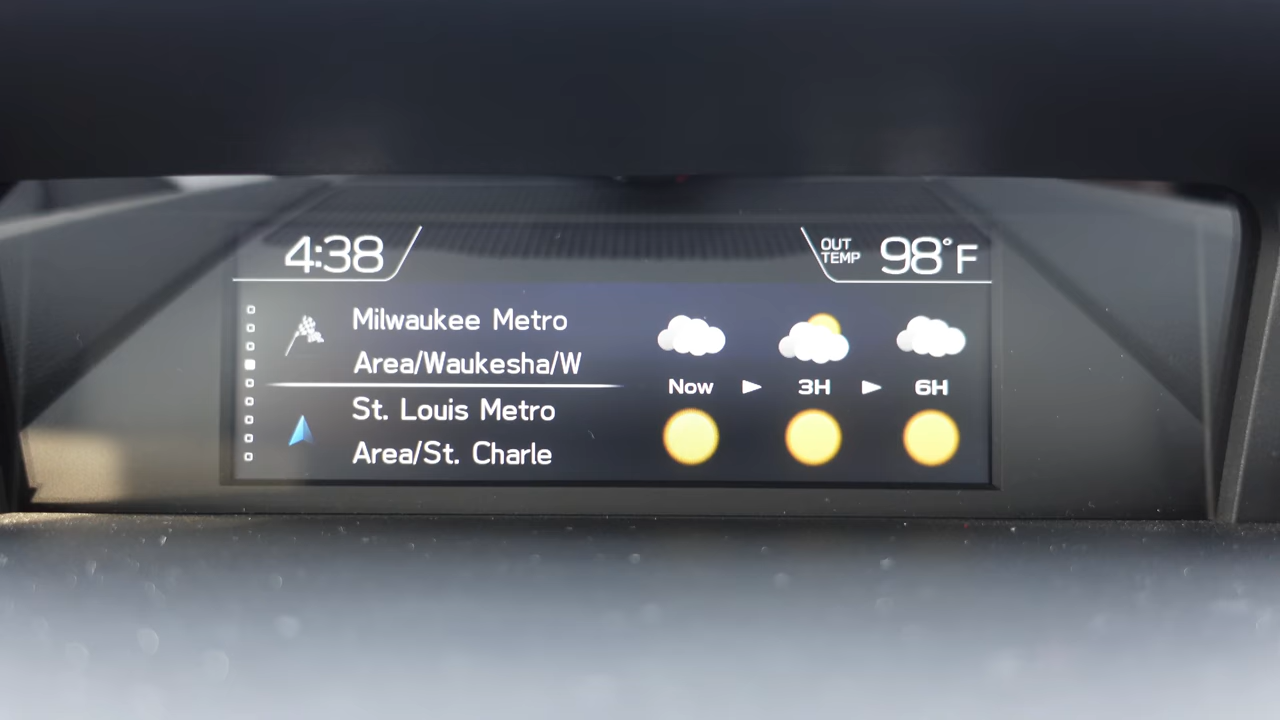 4:38
OUT TEMP 98°F
Milwaukee Metro
Area/Waukesha/W
Now 3H 6H
St. Louis Metro
Area/St. Charle